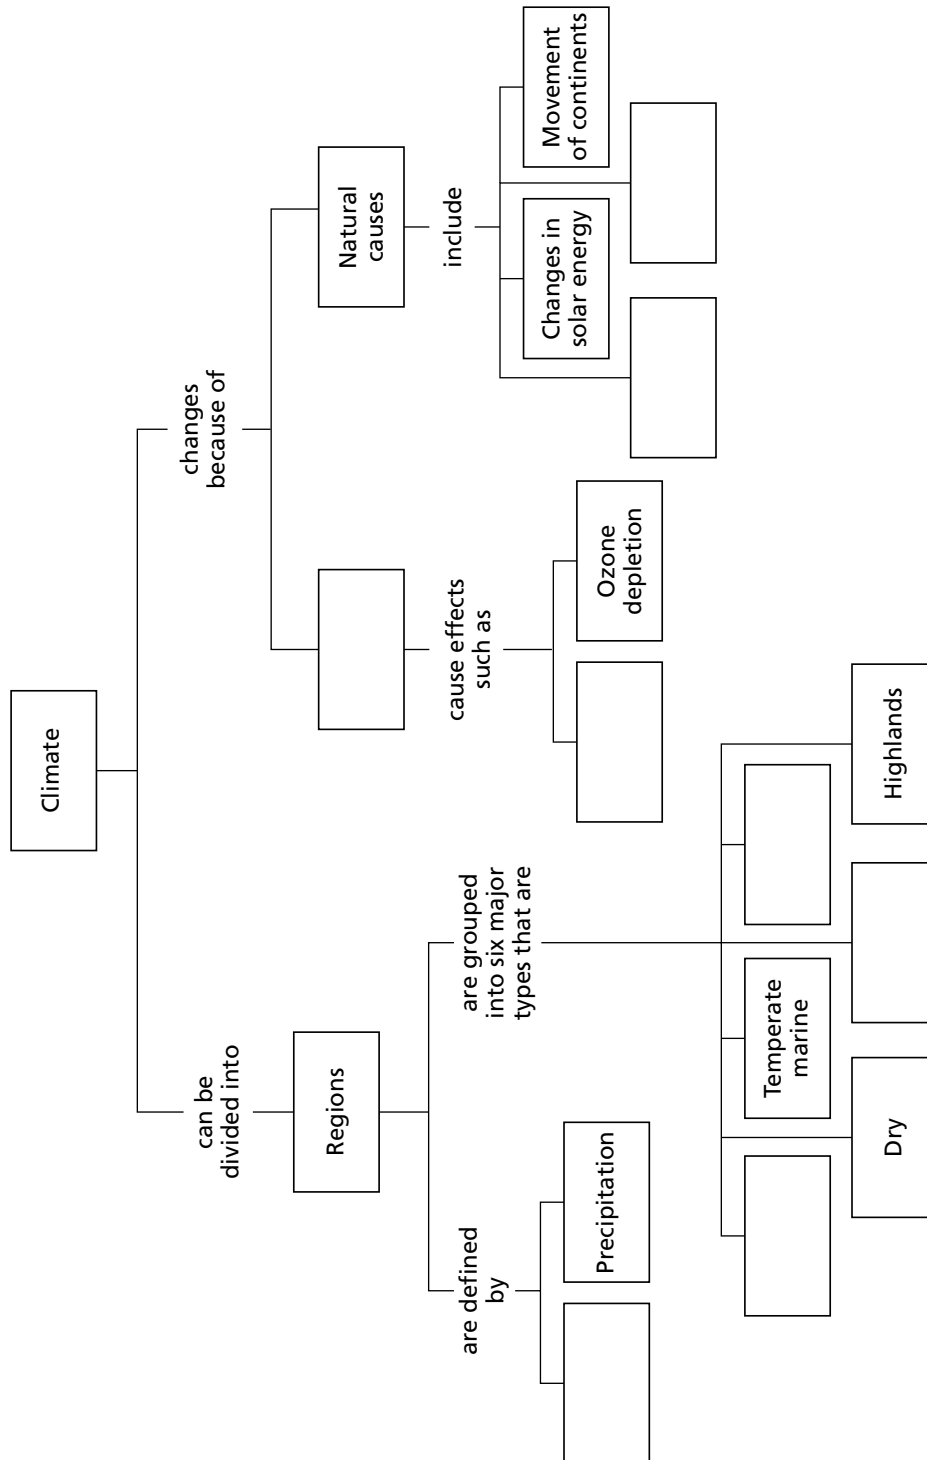 Climate
can be
divided into
changes
because of
Regions
Natural
causes
are defined
by
are grouped
into six major
types that are
cause effects
such as
include
Precipitation
Ozone
depletion
Changes in
solar energy
Movement
of continents
Temperate
marine
Dry
Highlands